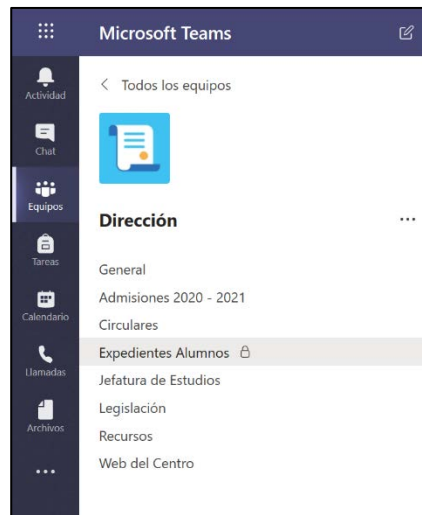 Microsoft Teams
Actividad
Chat
Equipos
Tareas
Calendario
Llamadas
Archivos
Todos los equipos
Dirección
General
Admisiones 2020 - 2021
Circulares
Expedientes Alumnos
Jefatura de Estudios
Legislación
Recursos
Web del Centro